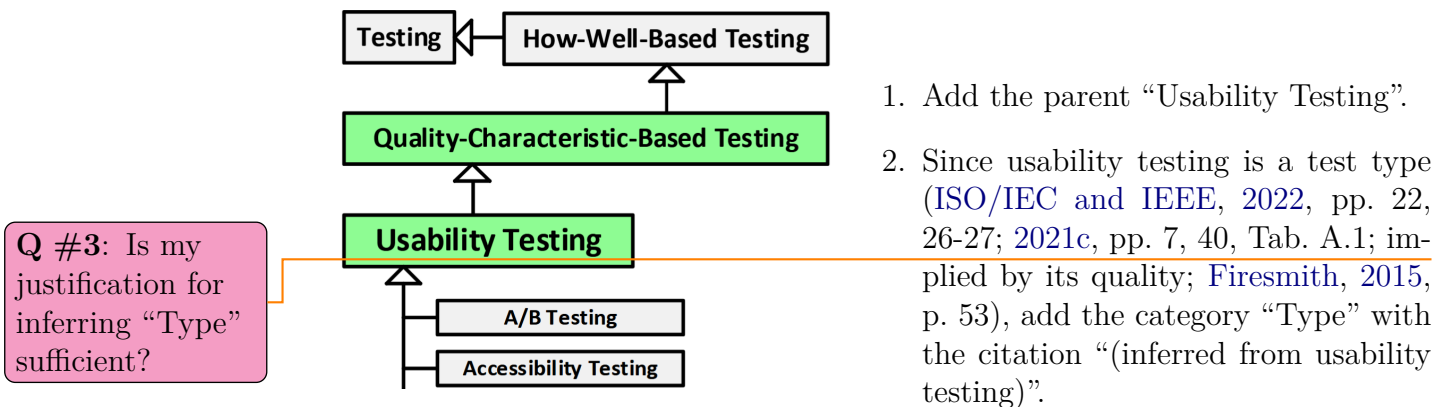 Testing
How-Well-Based Testing
Quality-Characteristic-Based Testing
Usability Testing
A/B Testing
Accessibility Testing
Q #3: Is my
justification for
inferring “Type”
sufficient?
1. Add the parent “Usability Testing”.
2. Since usability testing is a test type
(ISO/IEC and IEEE, 2022, pp. 22,
26-27; 2021c, pp. 7, 40, Tab. A.1; im-
plied by its quality; Firesmith, 2015,
p. 53), add the category “Type” with
the citation “(inferred from usability
testing)”.